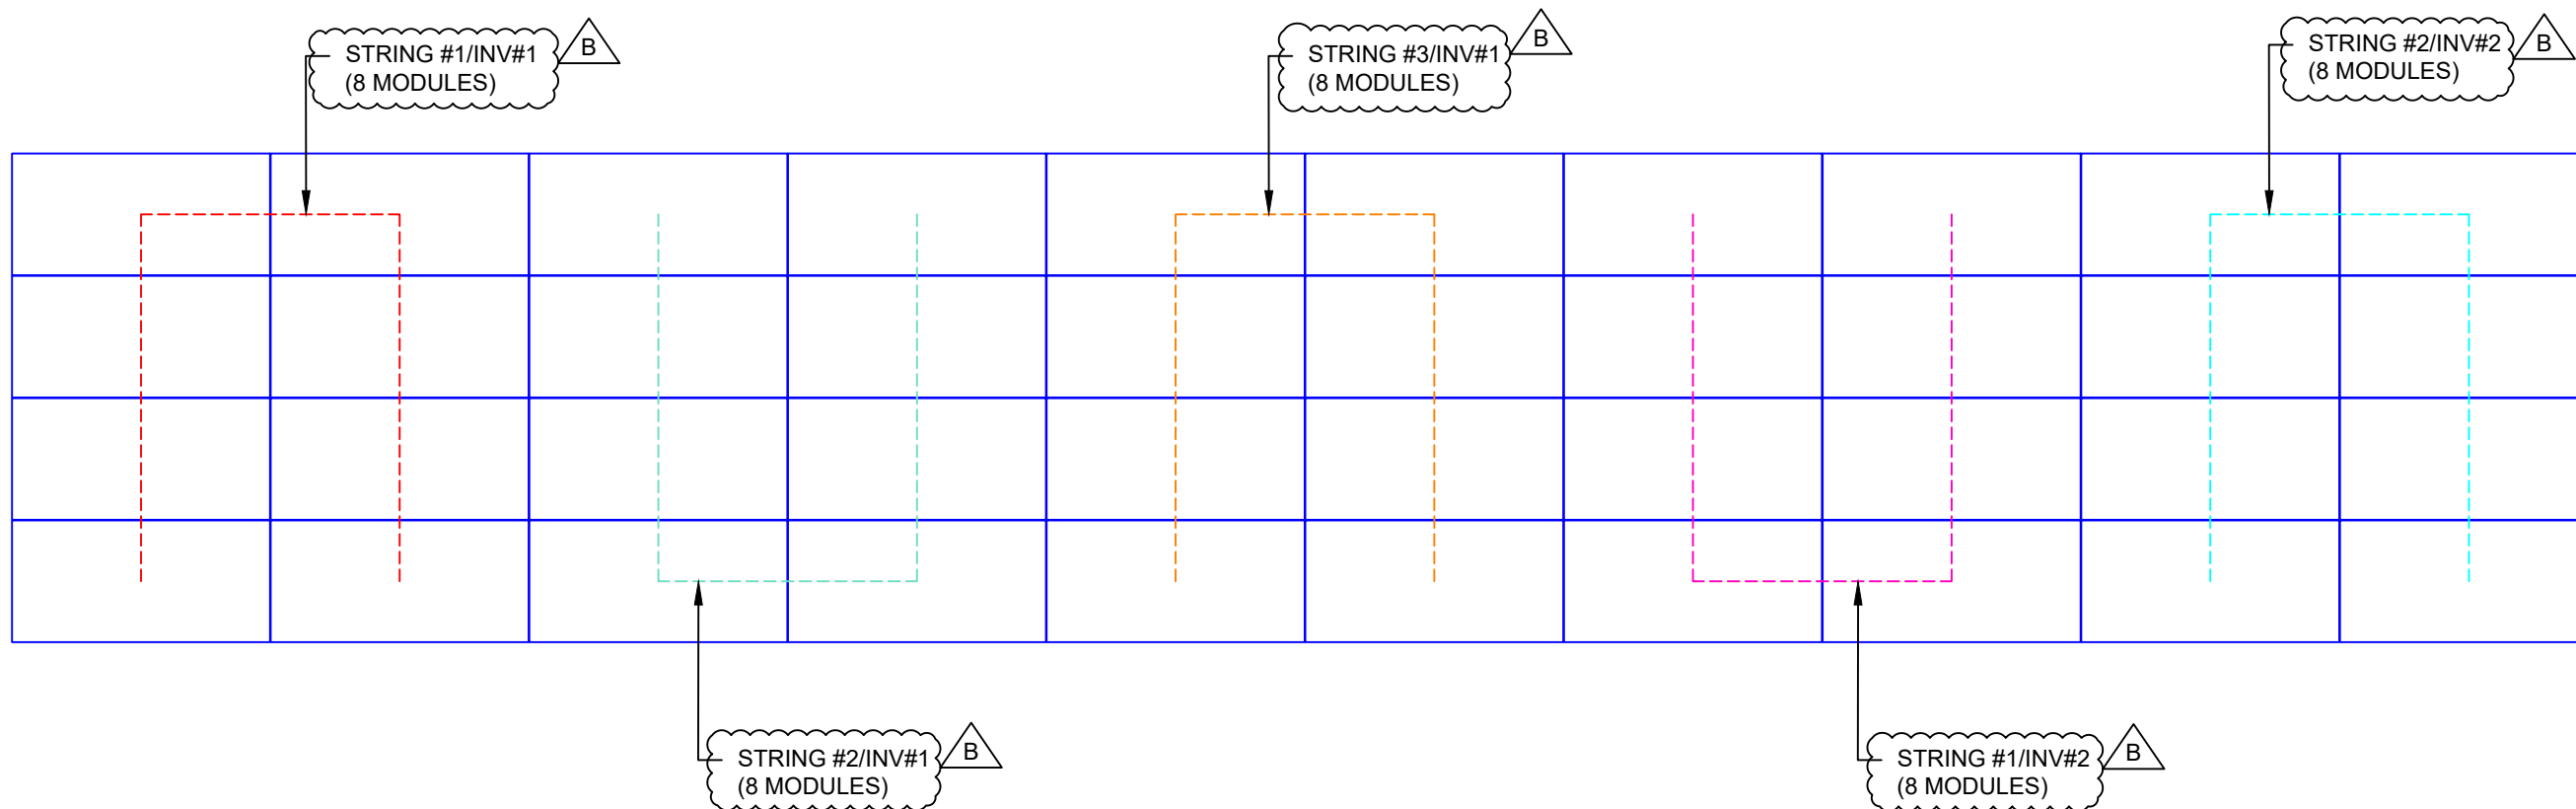 STRING #1/INV#1
(8 MODULES)
B
STRING #3/INV#1
(8 MODULES)
B
STRING #2/INV#2
(8 MODULES)
B
STRING #2/INV#1
(8 MODULES)
B
STRING #1/INV#2
(8 MODULES)
B